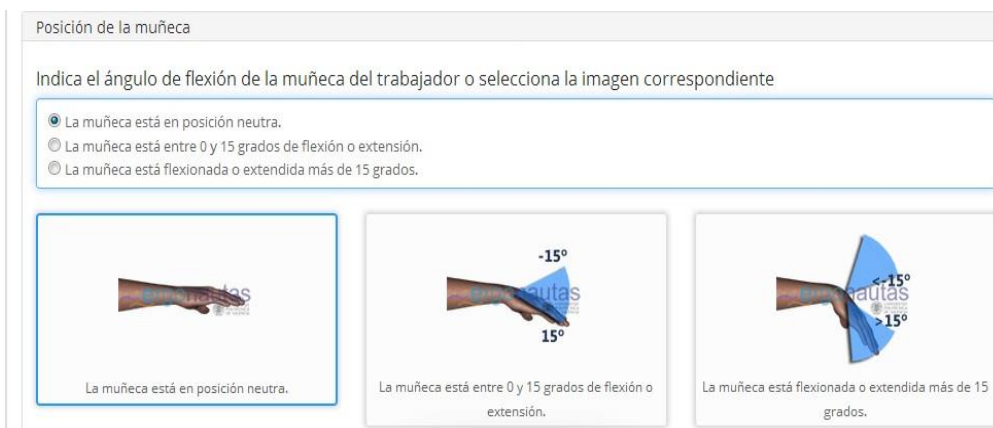 Posición de la muñeca
Indica el ángulo de flexión de la muñeca del trabajador o selecciona la imagen correspondiente
La muñeca está en posición neutra.
La muñeca está entre 0 y 15 grados de flexión o extensión.
La muñeca está flexionada o extendida más de 15 grados.
ergonautas
La muñeca está en posición neutra.
-15º
ergonautas
15º
La muñeca está entre 0 y 15 grados de flexión o
extensión.
<-15º
nautas
>15º
La muñeca está flexionada o extendida más de 15
grados.